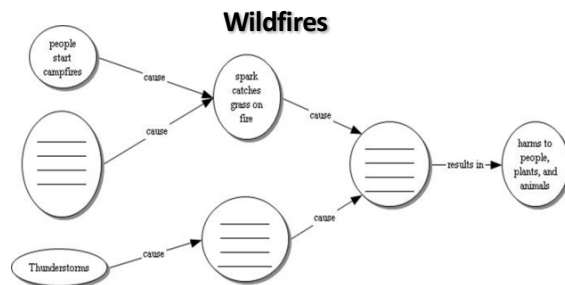 Wildfires
people
start
campfires
cause
spark
catches
grass on
fire
cause
cause
harms to
people,
plants, and
animals
results in
cause
Thunderstorms
cause